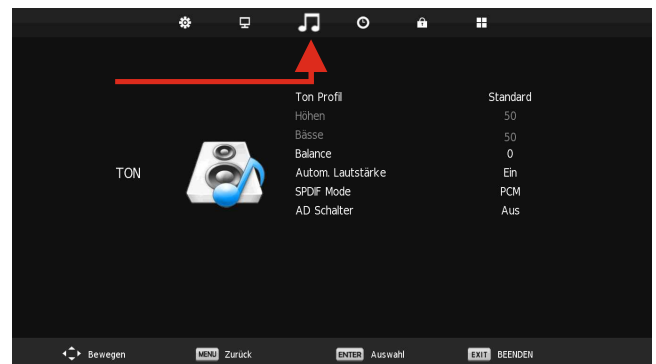 Ton Profil Standard
Höhen 50
Bässe 50
Balance 0
TON
Autom. Lautstärke Ein
SPDIF Mode PCM
AD Schalter Aus
Bewegen MENU Zurück ENTER Auswahl EXIT BEENDEN